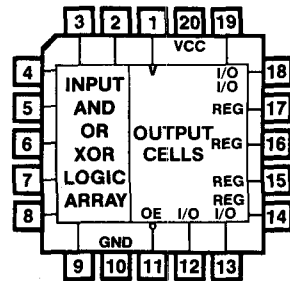 3 2 1 20 19
VCC
4 I/O 18
INPUT I/O
5 AND REG 17
OR OUTPUT
6 XOR CELLS REG 16
LOGIC
7 ARRAY REG 15
REG
8 OE I/O I/O 14
GND
9 10 11 12 13